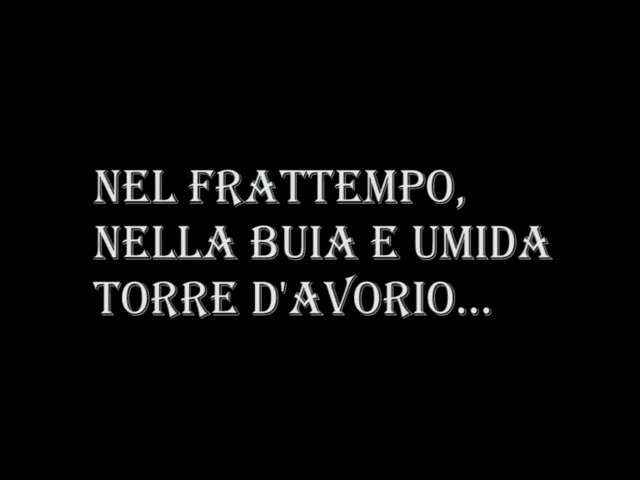 NEL FRATTEMPO,
NELLA BUIA E UMIDA
TORRE D'AVORIO...